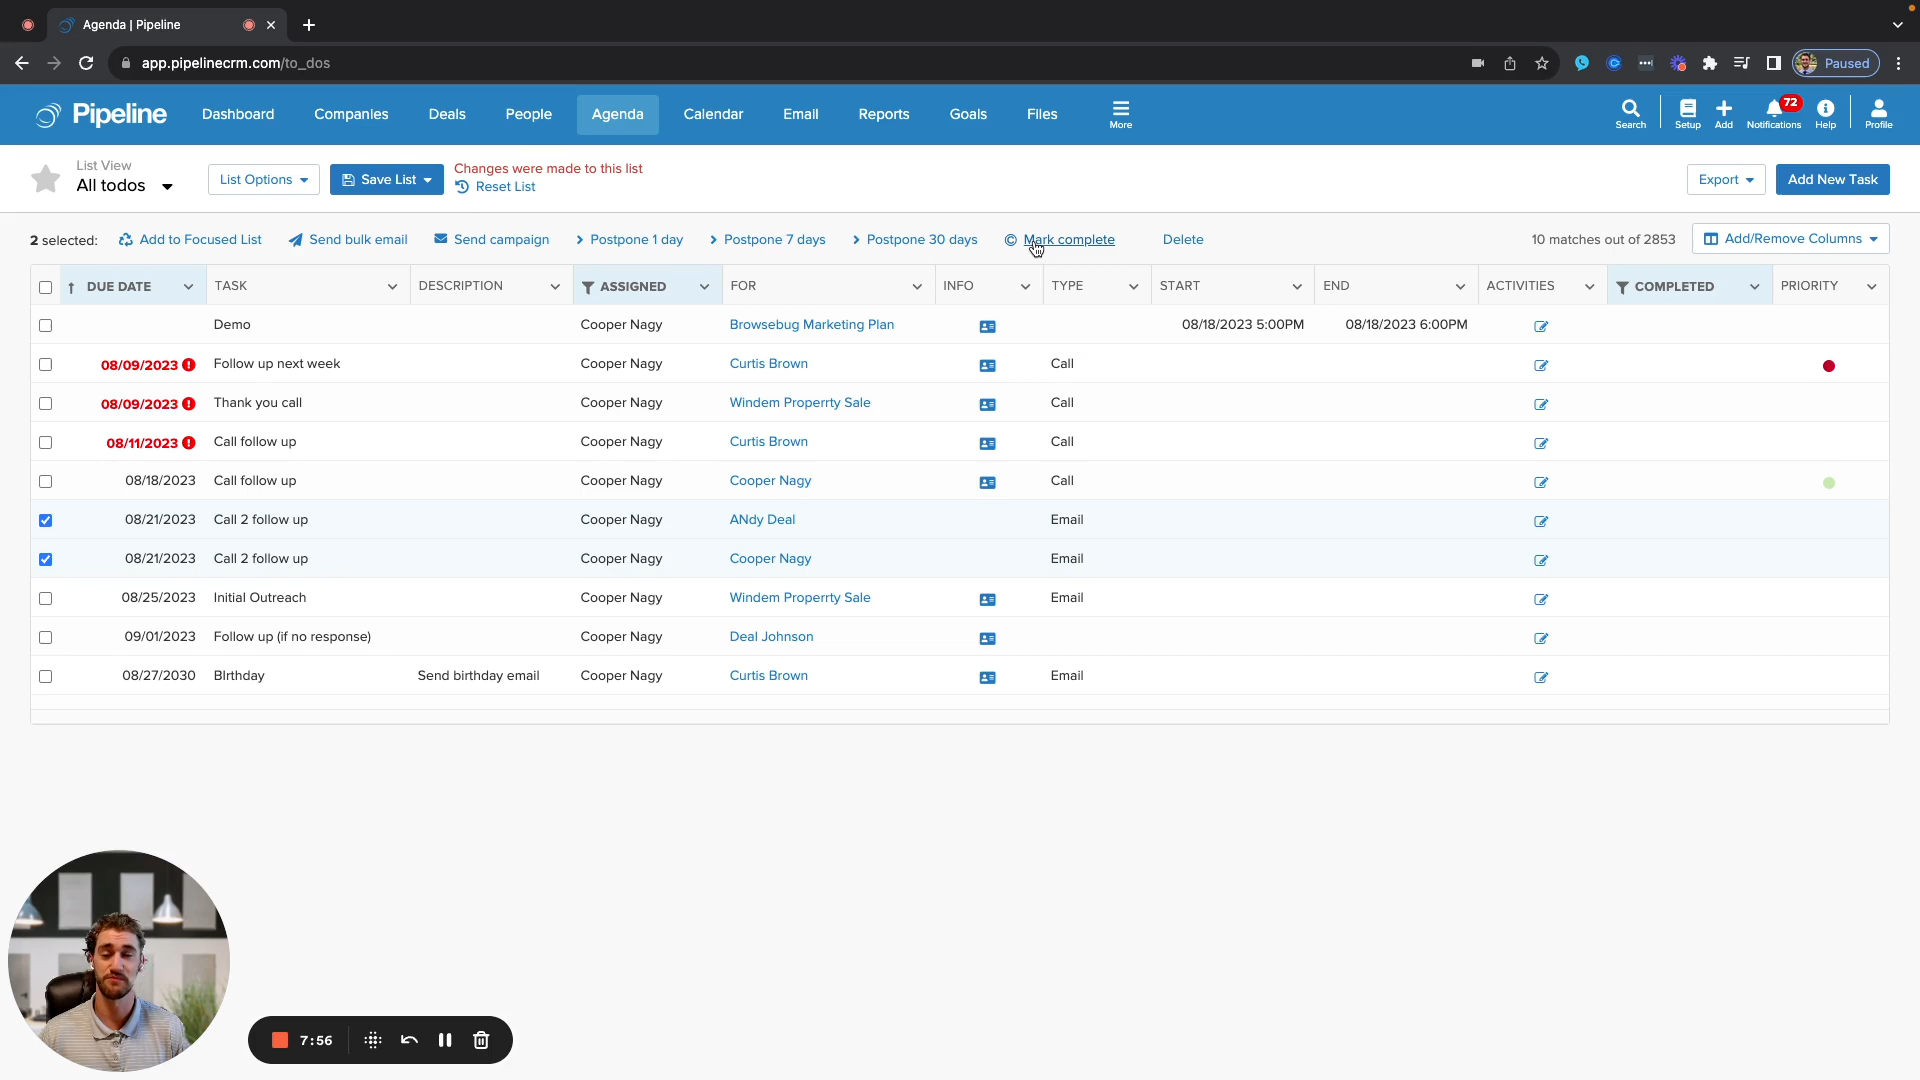 Agenda | Pipeline
app.pipelinecrm.com/to_dos
Paused
Pipeline
Dashboard
Companies
Deals
People
Agenda
Calendar
Email
Reports
Goals
Files
More
Search
Setup
Add
72
Notifications
Help
Profile
List View
All todos
List Options
Save List
Changes were made to this list
Reset List
Export
Add New Task
2 selected:
Add to Focused List
Send bulk email
Send campaign
Postpone 1 day
Postpone 7 days
Postpone 30 days
Mark complete
Delete
10 matches out of 2853
Add/Remove Columns
DUE DATE TASK DESCRIPTION ASSIGNED FOR INFO TYPE START END ACTIVITIES COMPLETED PRIORITY
Demo Cooper Nagy Browsebug Marketing Plan 08/18/2023 5:00PM 08/18/2023 6:00PM
08/09/2023 Follow up next week Cooper Nagy Curtis Brown Call
08/09/2023 Thank you call Cooper Nagy Windem Properrty Sale Call
08/11/2023 Call follow up Cooper Nagy Curtis Brown Call
08/18/2023 Call follow up Cooper Nagy Cooper Nagy Call
08/21/2023 Call 2 follow up Cooper Nagy ANdy Deal Email
08/21/2023 Call 2 follow up Cooper Nagy Cooper Nagy Email
08/25/2023 Initial Outreach Cooper Nagy Windem Properrty Sale Email
09/01/2023 Follow up (if no response) Cooper Nagy Deal Johnson
08/27/2030 BIrthday Send birthday email Cooper Nagy Curtis Brown Email
7:56